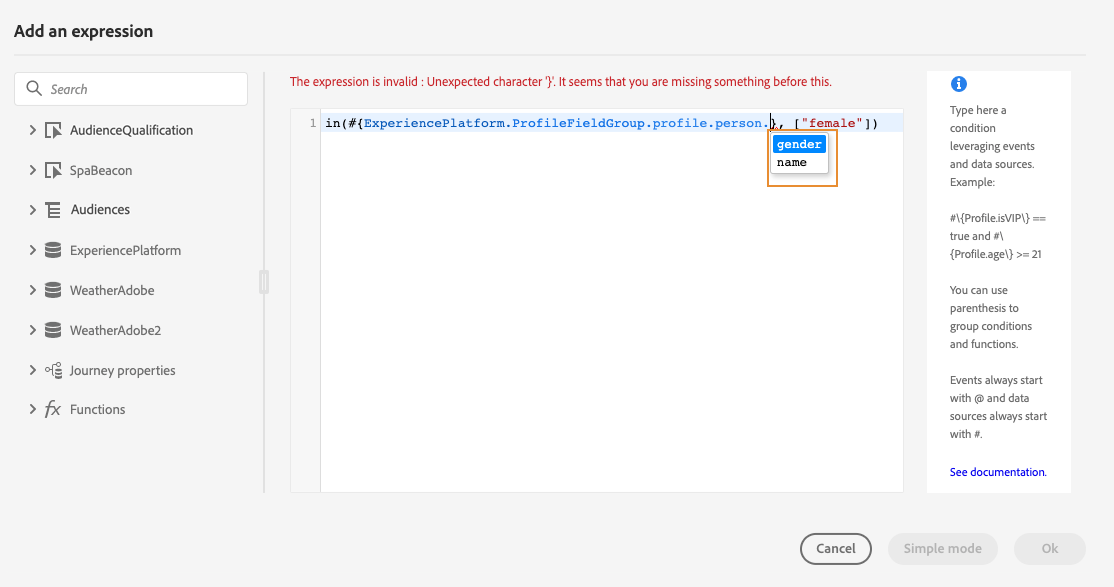 Add an expression
Search
AudienceQualification
SpaBeacon
Audiences
ExperiencePlatform
WeatherAdobe
WeatherAdobe2
Journey properties
fx Functions
The expression is invalid : Unexpected character '}'. It seems that you are missing something before this.
1 in(#{ExperiencePlatform.ProfileFieldGroup.profile.person.}, ["female"])
gender
name
Type here a
condition
leveraging events
and data sources.
Example:
#\{Profile.isVIP\} ==
true and #\
{Profile.age\} >= 21
You can use
parenthesis to
group conditions
and functions.
Events always start
with @ and data
sources always start
with #.
See documentation.
Cancel
Simple mode
Ok